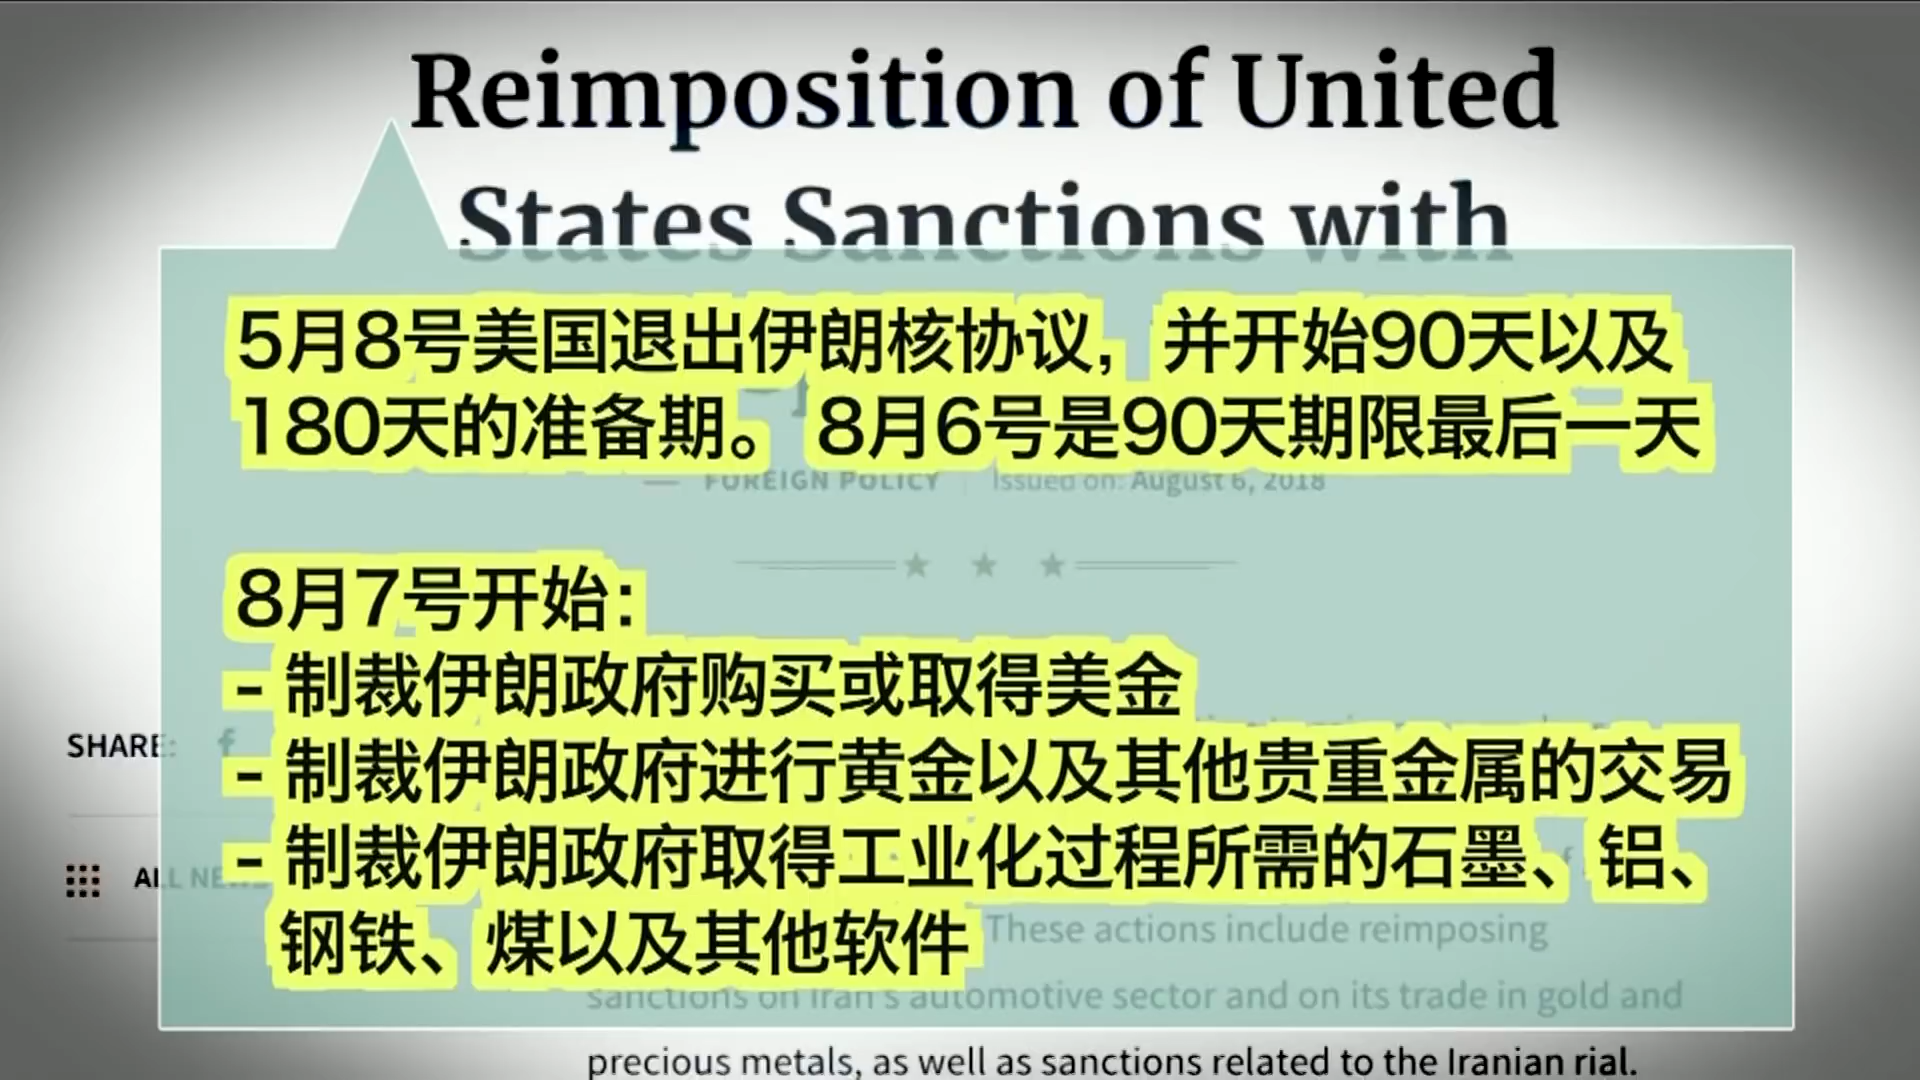 Reimposition of United
States Sanctions with
5月8号美国退出伊朗核协议，并开始90天以及
180天的准备期。 8月6号是90天期限最后一天
FOREIGN POLICY Issued on: August 6, 2018
8月7号开始：
- 制裁伊朗政府购买或取得美金
SHARE:
- 制裁伊朗政府进行黄金以及其他贵重金属的交易
- 制裁伊朗政府取得工业化过程所需的石墨、铝、
ALL NEWS
钢铁、煤以及其他软件
These actions include reimposing
sanctions on Iran's automotive sector and on its trade in gold and
precious metals, as well as sanctions related to the Iranian rial.